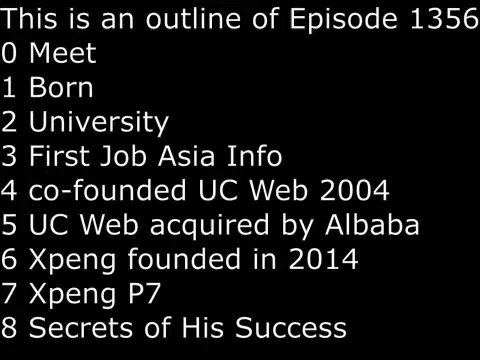 This is an outline of Episode 1356
0 Meet
1 Born
2 University
3 First Job Asia Info
4 co-founded UC Web 2004
5 UC Web acquired by Albaba
6 Xpeng founded in 2014
7 Xpeng P7
8 Secrets of His Success